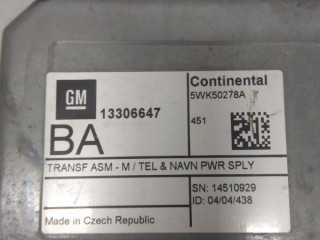 GM
13306647
Continental
5WK50278A
BA
451
TRANSF ASM - M / TEL & NAVN PWR SPLY
SN: 14510929
ID: 04/04/438
Made in Czech Republic